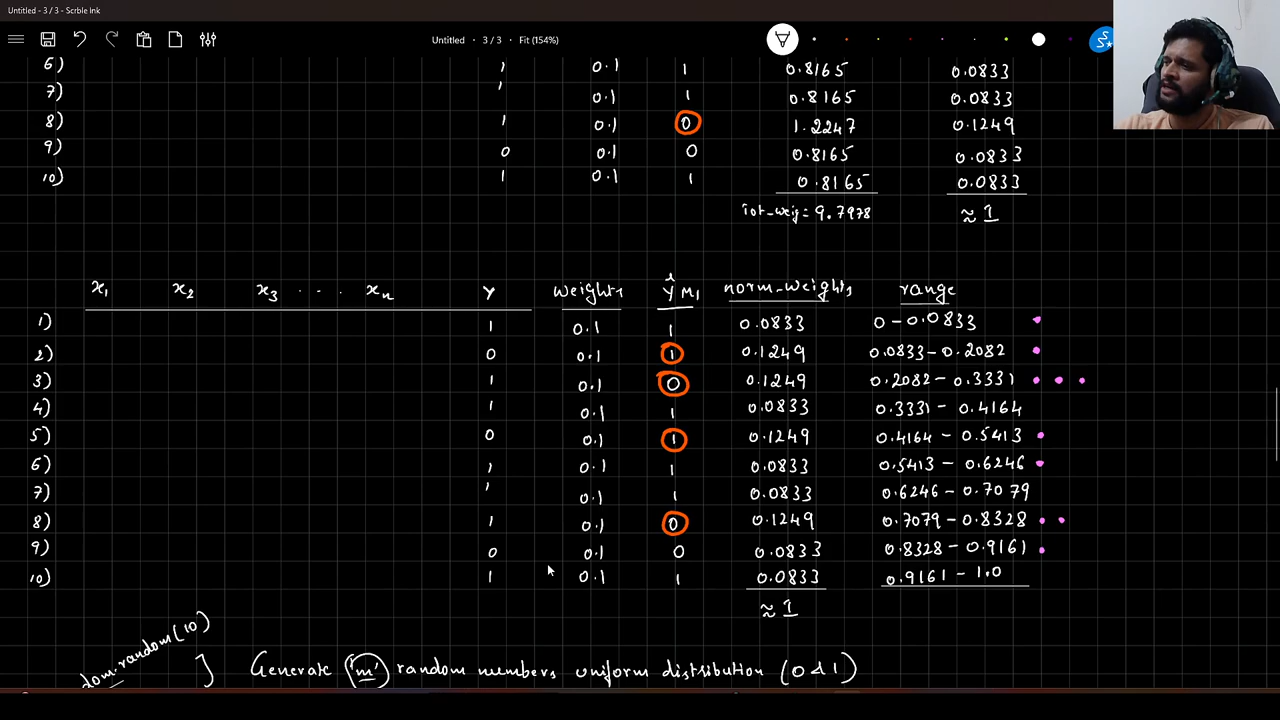 Untitled - 3 / 3 - Scrble Ink
Untitled • 3 / 3 • Fit (154%)
6) 1 0.1 1 0.8165 0.0833
7) 1 0.1 1 0.8165 0.0833
8) 1 0.1 0 1.2247 0.1249
9) 0 0.1 0 0.8165 0.0833
10) 1 0.1 1 0.8165 0.0833
Tot_weig = 9.7978 ≈ 1
x₁ x₂ x₃ . . . . xₙ Y weights Ŷ M₁ norm_weights range
1) 1 0.1 1 0.0833 0 - 0.0833
2) 0 0.1 1 0.1249 0.0833 - 0.2082
3) 1 0.1 0 0.1249 0.2082 - 0.3331
4) 1 0.1 1 0.0833 0.3331 - 0.4164
5) 0 0.1 1 0.1249 0.4164 - 0.5413
6) 1 0.1 1 0.0833 0.5413 - 0.6246
7) 1 0.1 1 0.0833 0.6246 - 0.7079
8) 1 0.1 0 0.1249 0.7079 - 0.8328
9) 0 0.1 0 0.0833 0.8328 - 0.9161
10) 1 0.1 1 0.0833 0.9161 - 1.0
≈ 1
dom.random(10)
] Generate 'm' random numbers uniform distribution (0 & 1)